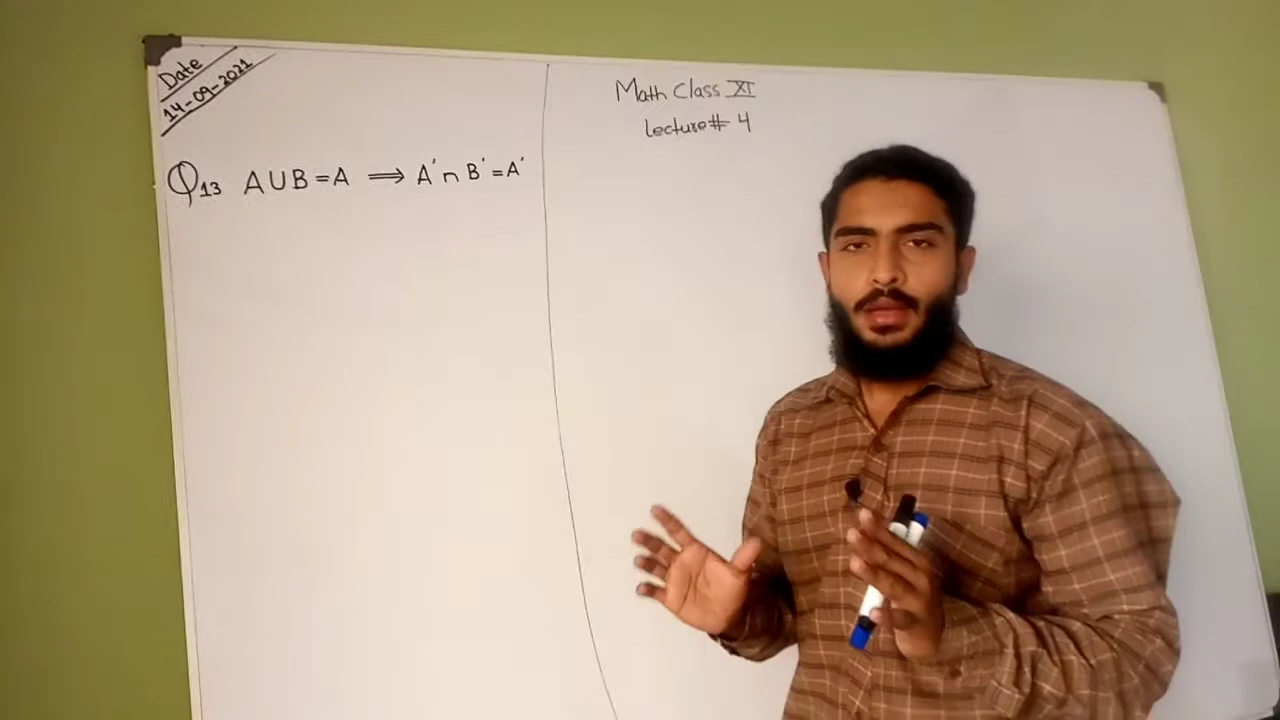 Date
14-09-2021
Math Class XI
Lecture# 4
Q13 A∪B=A ⟹ A'∩B'=A'